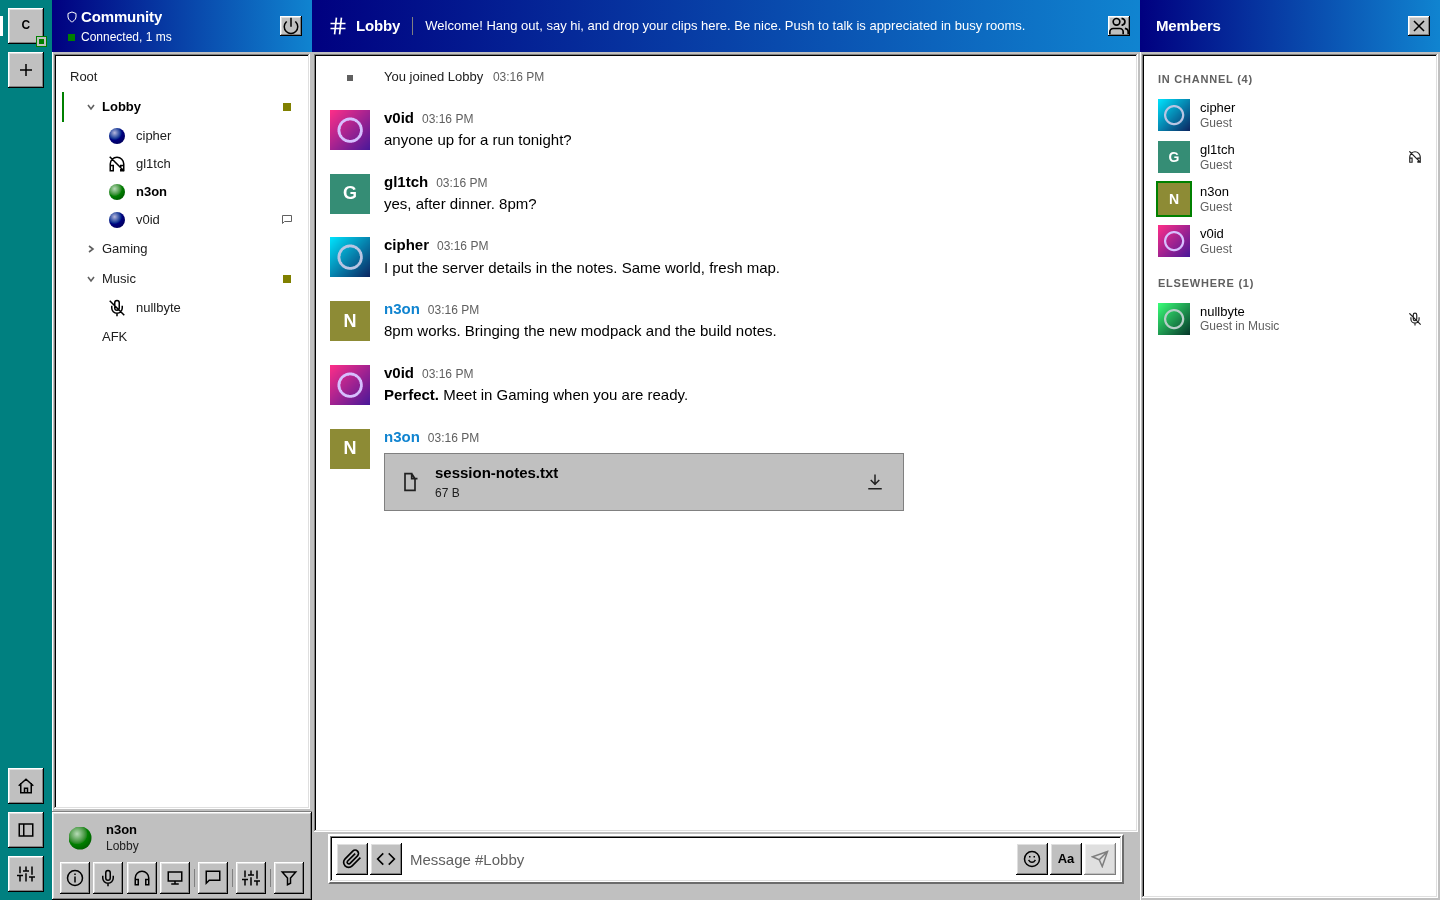 C
Community
Connected, 1 ms
Root
Lobby
cipher
gl1tch
n3on
v0id
Gaming
Music
nullbyte
AFK
n3on
Lobby
Lobby
Welcome! Hang out, say hi, and drop your clips here. Be nice. Push to talk is appreciated in busy rooms.
You joined Lobby 03:16 PM
v0id 03:16 PM
anyone up for a run tonight?
G
gl1tch 03:16 PM
yes, after dinner. 8pm?
cipher 03:16 PM
I put the server details in the notes. Same world, fresh map.
N
n3on 03:16 PM
8pm works. Bringing the new modpack and the build notes.
v0id 03:16 PM
Perfect. Meet in Gaming when you are ready.
N
n3on 03:16 PM
session-notes.txt
67 B
Message #Lobby
Aa
Members
IN CHANNEL (4)
cipher
Guest
G
gl1tch
Guest
N
n3on
Guest
v0id
Guest
ELSEWHERE (1)
nullbyte
Guest in Music